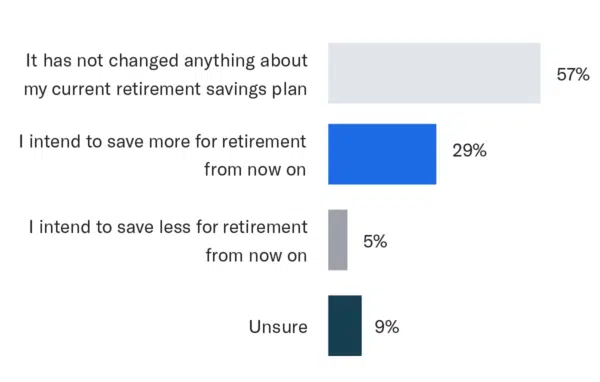 It has not changed anything about
my current retirement savings plan
57%
I intend to save more for retirement
from now on
29%
I intend to save less for retirement
from now on
5%
Unsure
9%